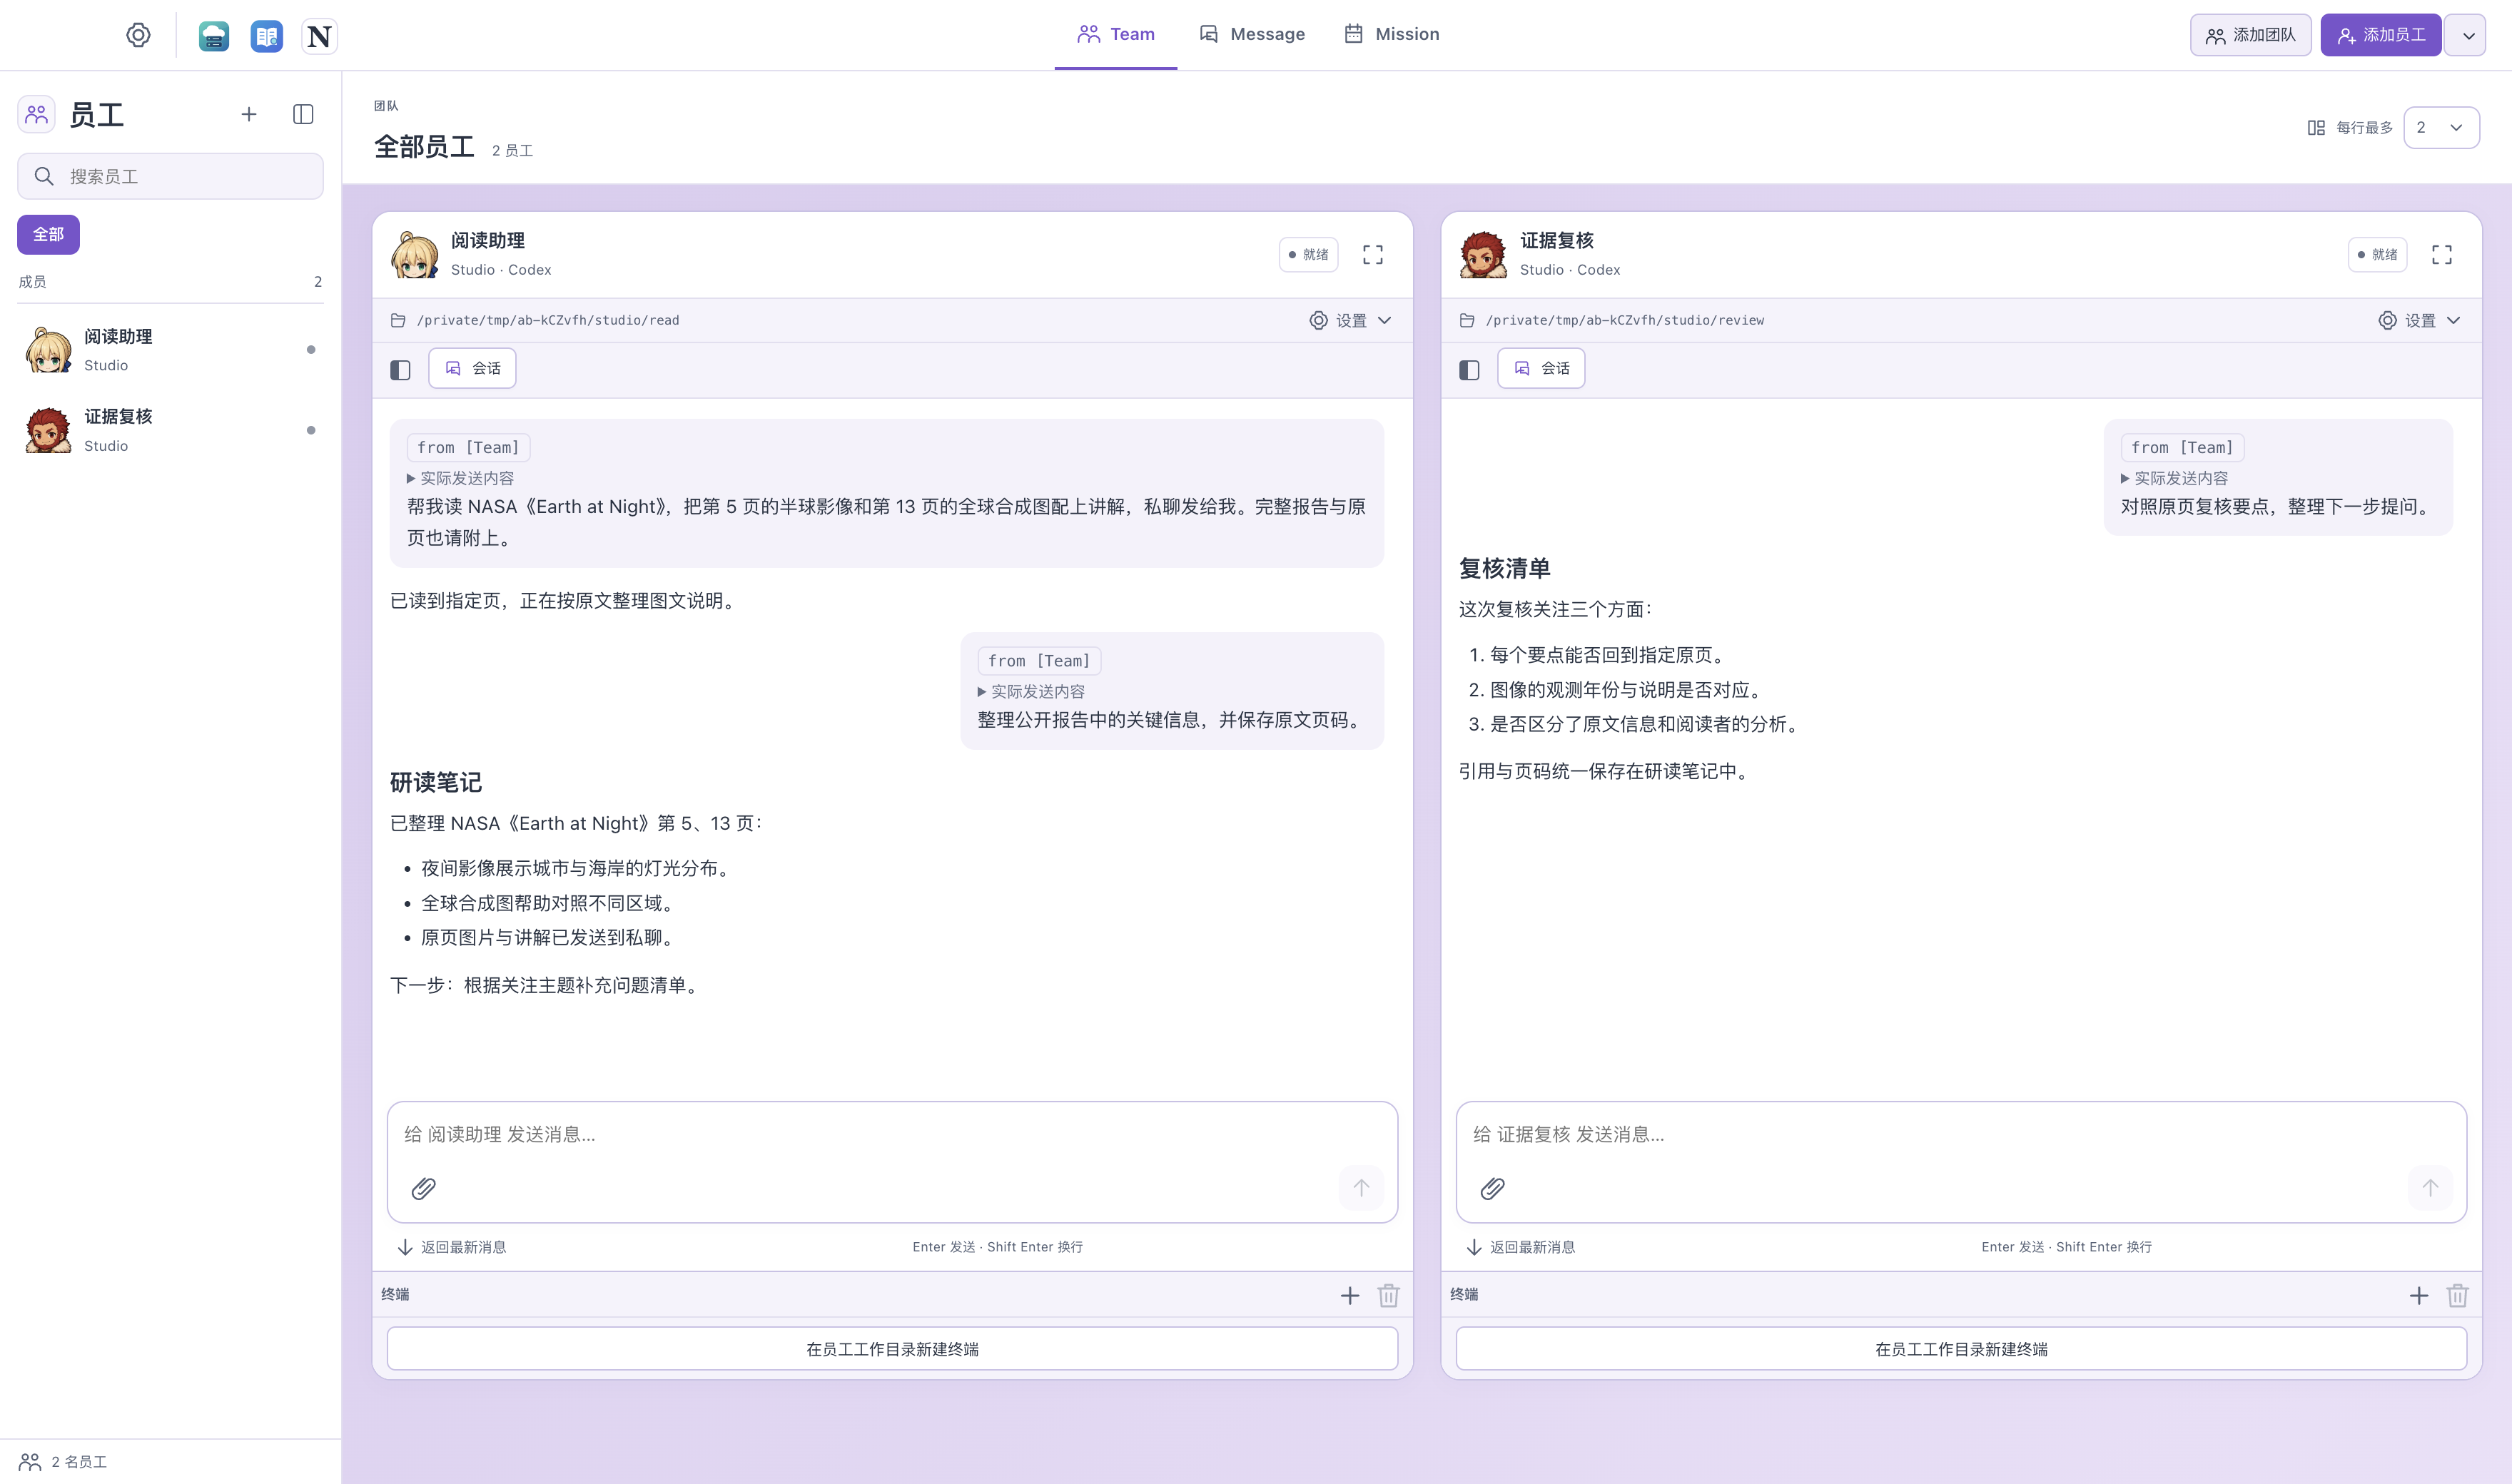 N
Team
Message
Mission
添加团队
添加员工
员工
搜索员工
全部
成员
2
阅读助理
Studio
证据复核
Studio
2 名员工
团队
全部员工
2 员工
每行最多
2
阅读助理
Studio · Codex
就绪
/private/tmp/ab-kCZvfh/studio/read
设置
会话
from [Team]
实际发送内容
帮我读 NASA《Earth at Night》，把第 5 页的半球影像和第 13 页的全球合成图配上讲解，私聊发给我。完整报告与原
页也请附上。
已读到指定页，正在按原文整理图文说明。
from [Team]
实际发送内容
整理公开报告中的关键信息，并保存原文页码。
研读笔记
已整理 NASA《Earth at Night》第 5、13 页：
• 夜间影像展示城市与海岸的灯光分布。
• 全球合成图帮助对照不同区域。
• 原页图片与讲解已发送到私聊。
下一步：根据关注主题补充问题清单。
给 阅读助理 发送消息...
返回最新消息
Enter 发送 · Shift Enter 换行
终端
在员工工作目录新建终端
证据复核
Studio · Codex
就绪
/private/tmp/ab-kCZvfh/studio/review
设置
会话
from [Team]
实际发送内容
对照原页复核要点，整理下一步提问。
复核清单
这次复核关注三个方面：
1. 每个要点能否回到指定原页。
2. 图像的观测年份与说明是否对应。
3. 是否区分了原文信息和阅读者的分析。
引用与页码统一保存在研读笔记中。
给 证据复核 发送消息...
返回最新消息
Enter 发送 · Shift Enter 换行
终端
在员工工作目录新建终端